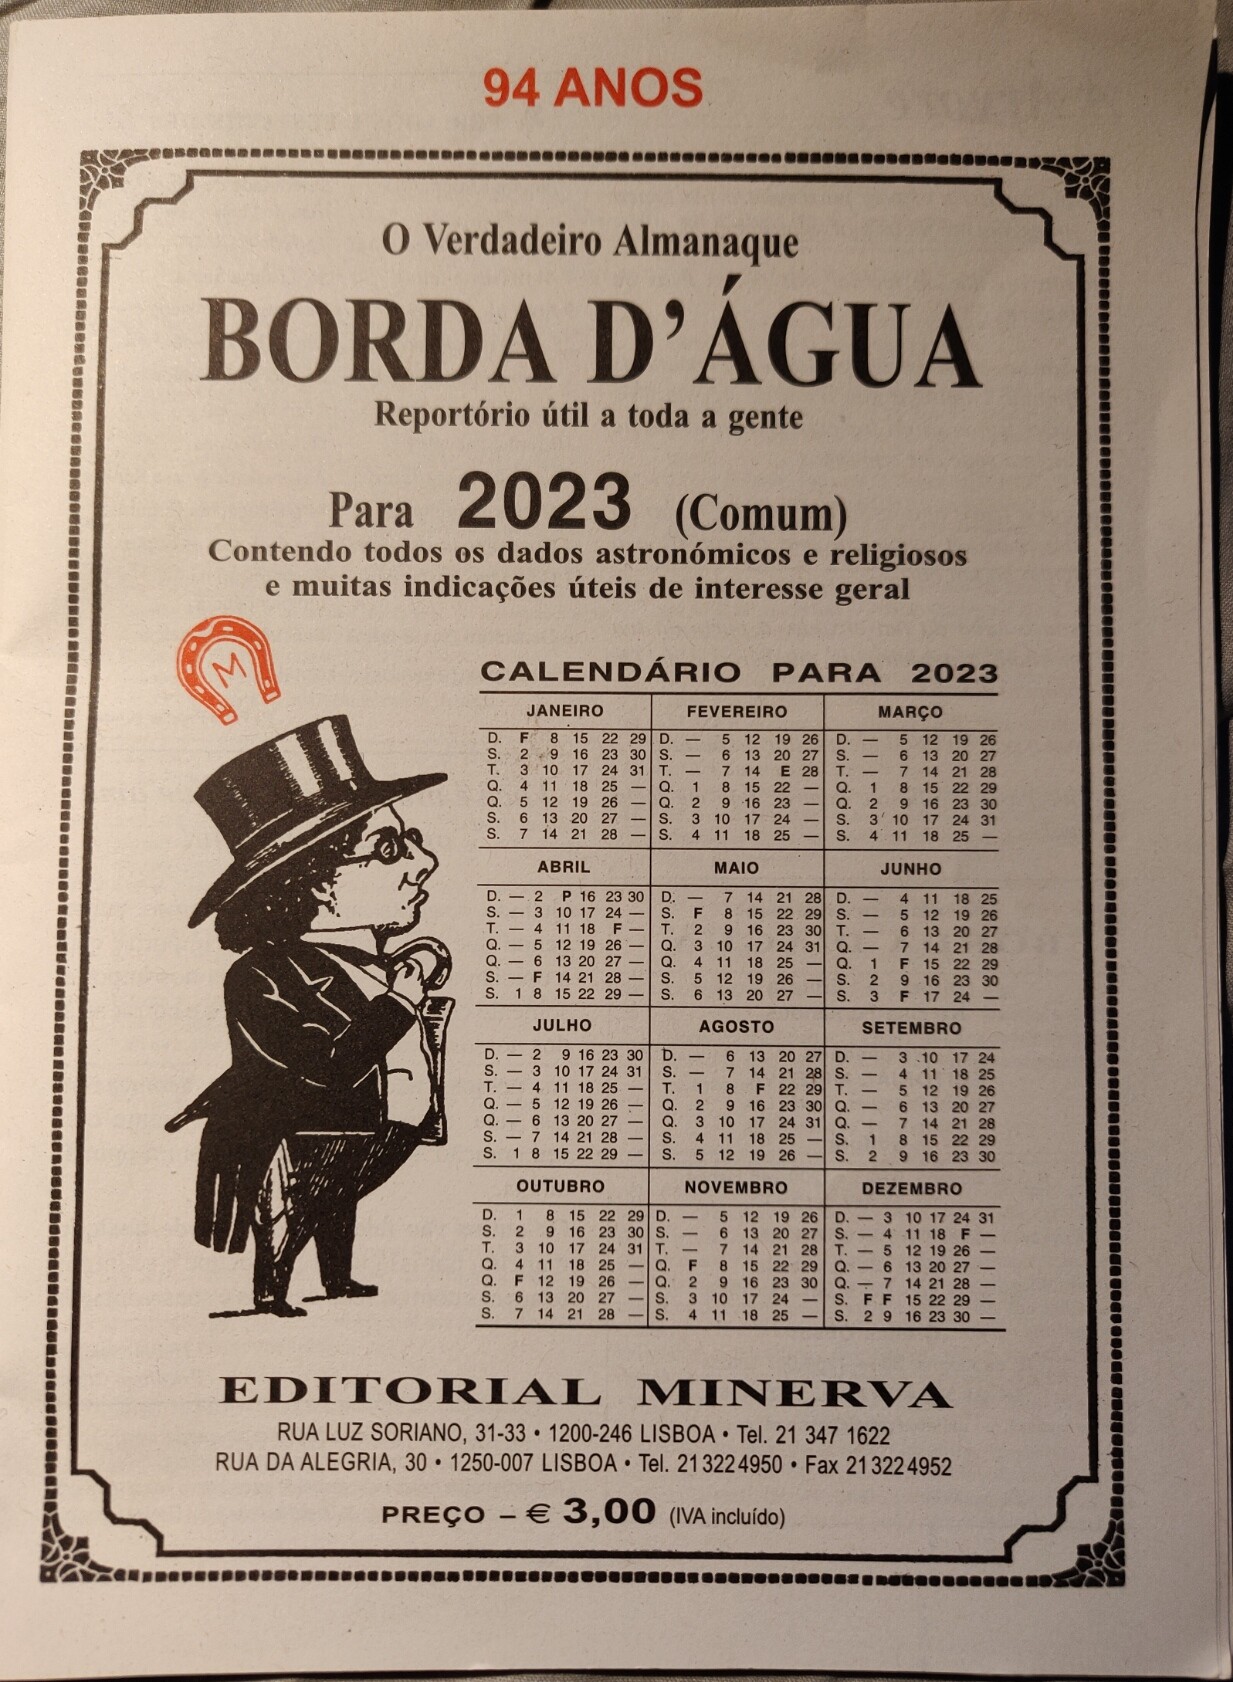 94 ANOS
O Verdadeiro Almanaque
BORDA D'ÁGUA
Reportório útil a toda a gente
Para 2023 (Comum)
Contendo todos os dados astronómicos e religiosos
e muitas indicações úteis de interesse geral
M
CALENDÁRIO PARA 2023
JANEIRO FEVEREIRO MARÇO
D. F 8 15 22 29 D. — 5 12 19 26 D. — 5 12 19 26
S. 2 9 16 23 30 S. — 6 13 20 27 S. — 6 13 20 27
T. 3 10 17 24 31 T. — 7 14 E 28 T. — 7 14 21 28
Q. 4 11 18 25 — Q. 1 8 15 22 — Q. 1 8 15 22 29
Q. 5 12 19 26 — Q. 2 9 16 23 — Q. 2 9 16 23 30
S. 6 13 20 27 — S. 3 10 17 24 — S. 3 10 17 24 31
S. 7 14 21 28 — S. 4 11 18 25 — S. 4 11 18 25 —
ABRIL MAIO JUNHO
D. — 2 P 16 23 30 D. — 7 14 21 28 D. — 4 11 18 25
S. — 3 10 17 24 — S. F 8 15 22 29 S. — 5 12 19 26
T. — 4 11 18 F — T. 2 9 16 23 30 T. — 6 13 20 27
Q. — 5 12 19 26 — Q. 3 10 17 24 31 Q. — 7 14 21 28
Q. — 6 13 20 27 — Q. 4 11 18 25 — Q. 1 F 15 22 29
S. — F 14 21 28 — S. 5 12 19 26 — S. 2 9 16 23 30
S. 1 8 15 22 29 — S. 6 13 20 27 — S. 3 F 17 24 —
JULHO AGOSTO SETEMBRO
D. — 2 9 16 23 30 D. — 6 13 20 27 D. — 3 10 17 24
S. — 3 10 17 24 31 S. — 7 14 21 28 S. — 4 11 18 25
T. — 4 11 18 25 — T. 1 8 F 22 29 T. — 5 12 19 26
Q. — 5 12 19 26 — Q. 2 9 16 23 30 Q. — 6 13 20 27
Q. — 6 13 20 27 — Q. 3 10 17 24 31 Q. — 7 14 21 28
S. — 7 14 21 28 — S. 4 11 18 25 — S. 1 8 15 22 29
S. 1 8 15 22 29 — S. 5 12 19 26 — S. 2 9 16 23 30
OUTUBRO NOVEMBRO DEZEMBRO
D. 1 8 15 22 29 D. — 5 12 19 26 D. — 3 10 17 24 31
S. 2 9 16 23 30 S. — 6 13 20 27 S. — 4 11 18 F —
T. 3 10 17 24 31 T. — 7 14 21 28 T. — 5 12 19 26 —
Q. 4 11 18 25 — Q. F 8 15 22 29 Q. — 6 13 20 27 —
Q. F 12 19 26 — Q. 2 9 16 23 30 Q. — 7 14 21 28 —
S. 6 13 20 27 — S. 3 10 17 24 — S. F F 15 22 29 —
S. 7 14 21 28 — S. 4 11 18 25 — S. 2 9 16 23 30 —
EDITORIAL MINERVA
RUA LUZ SORIANO, 31-33 • 1200-246 LISBOA • Tel. 21 347 1622
RUA DA ALEGRIA, 30 • 1250-007 LISBOA • Tel. 21 322 4950 • Fax 21 322 4952
PREÇO – € 3,00 (IVA incluído)